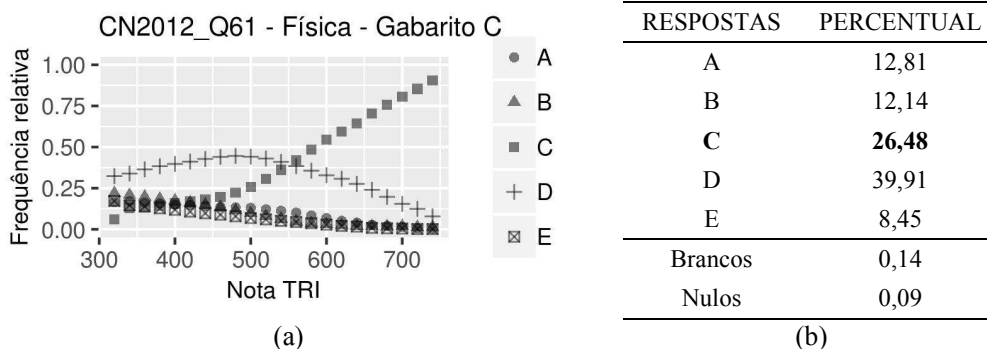 CN2012_Q61 - Física - Gabarito C
Frequência relativa
1.00
0.75
0.50
0.25
0.00
300 400 500 600 700
Nota TRI
A
B
C
D
E
(a)
RESPOSTAS PERCENTUAL
A 12,81
B 12,14
C 26,48
D 39,91
E 8,45
Brancos 0,14
Nulos 0,09
(b)